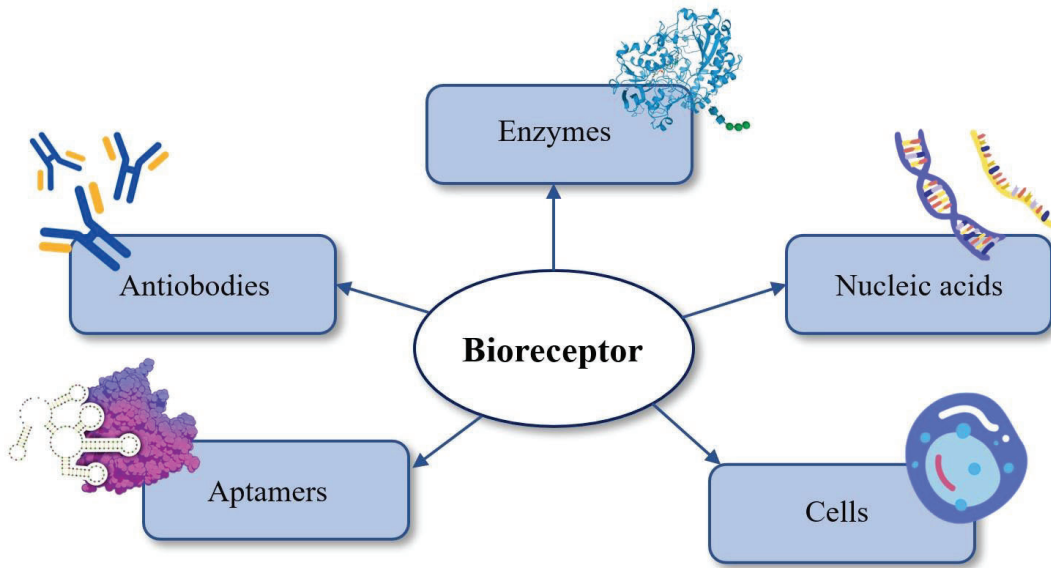 Enzymes
Antiobodies
Nucleic acids
Bioreceptor
Aptamers
Cells